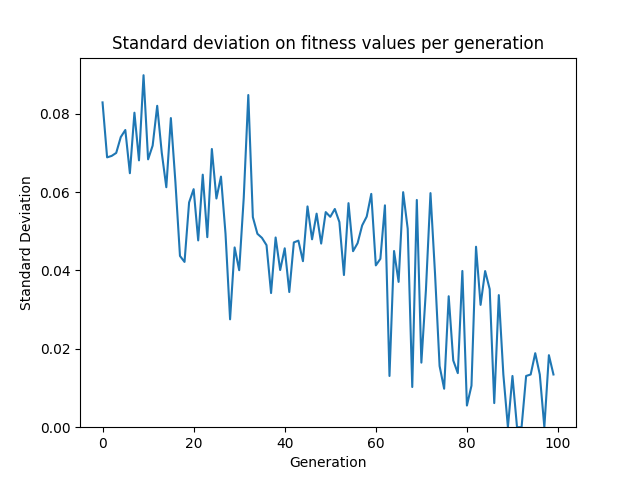 Standard deviation on fitness values per generation
0.08
0.06
0.04
0.02
0.00
Standard Deviation
0 20 40 60 80 100
Generation